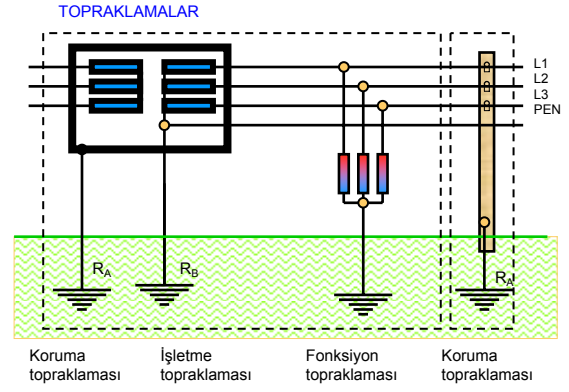 TOPRAKLAMALAR
L1
L2
L3
PEN
RA
RB
RA
Koruma
topraklaması
İşletme
topraklaması
Fonksiyon
topraklaması
Koruma
topraklaması